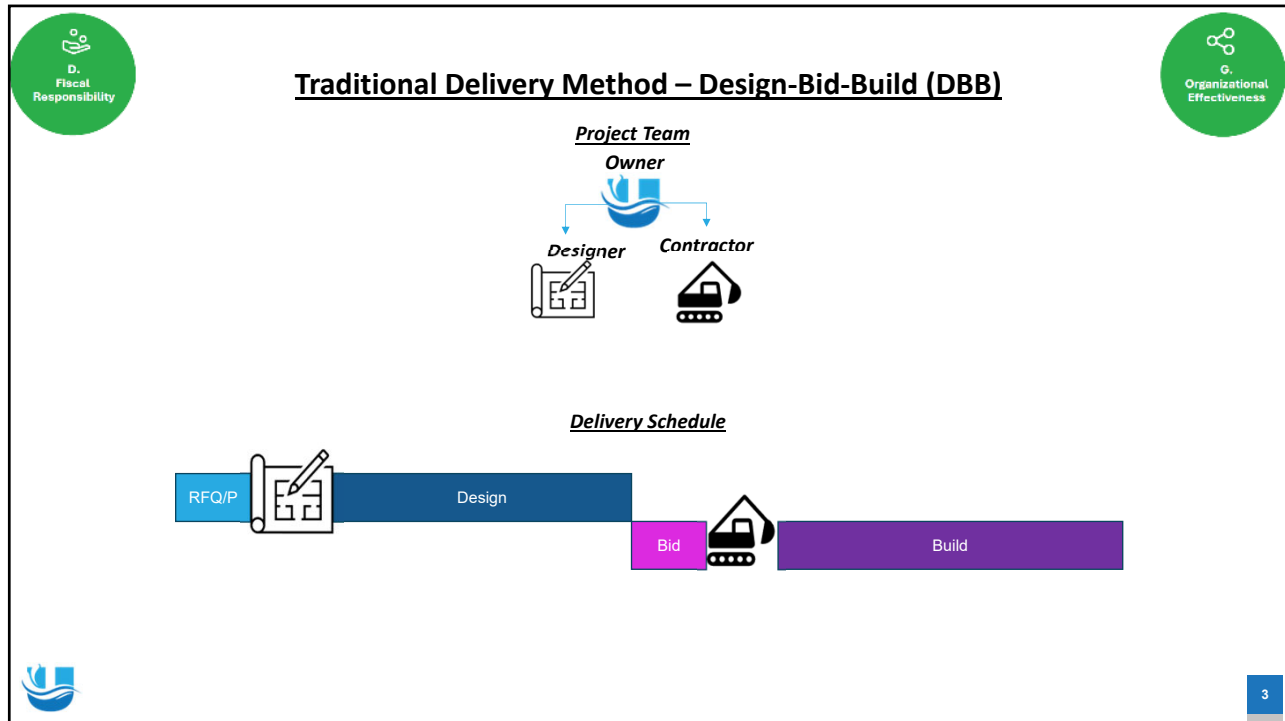 D.
Fiscal
Responsibility
G.
Organizational
Effectiveness
Traditional Delivery Method – Design-Bid-Build (DBB)
Project Team
Owner
Designer
Contractor
Delivery Schedule
RFQ/P
Design
Bid
Build
3